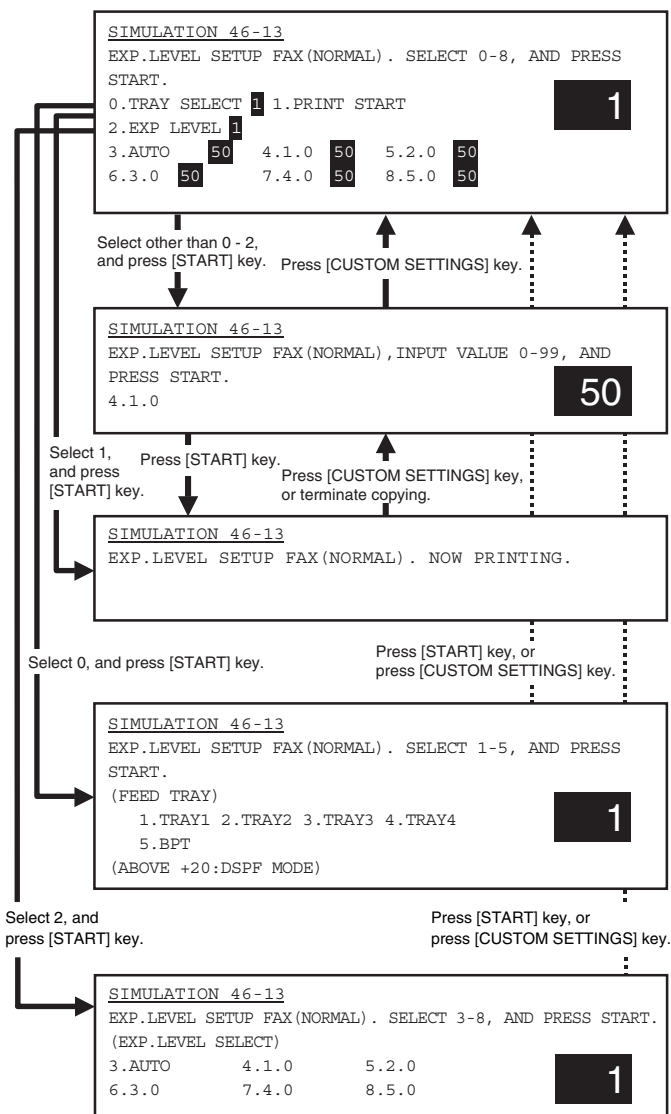 SIMULATION 46-13
EXP.LEVEL SETUP FAX(NORMAL). SELECT 0-8, AND PRESS
START.
0.TRAY SELECT 1 1.PRINT START
1
2.EXP LEVEL 1
3.AUTO 50 4.1.0 50 5.2.0 50
6.3.0 50 7.4.0 50 8.5.0 50
Select other than 0 - 2,
and press [START] key.
Press [CUSTOM SETTINGS] key.
SIMULATION 46-13
EXP.LEVEL SETUP FAX(NORMAL),INPUT VALUE 0-99, AND
PRESS START.
4.1.0
50
Select 1,
and press
[START] key.
Press [START] key.
Press [CUSTOM SETTINGS] key,
or terminate copying.
SIMULATION 46-13
EXP.LEVEL SETUP FAX(NORMAL). NOW PRINTING.
Select 0, and press [START] key.
Press [START] key, or
press [CUSTOM SETTINGS] key.
SIMULATION 46-13
EXP.LEVEL SETUP FAX(NORMAL). SELECT 1-5, AND PRESS
START.
(FEED TRAY)
1.TRAY1 2.TRAY2 3.TRAY3 4.TRAY4
5.BPT
1
(ABOVE +20:DSPF MODE)
Select 2, and
press [START] key.
Press [START] key, or
press [CUSTOM SETTINGS] key.
SIMULATION 46-13
EXP.LEVEL SETUP FAX(NORMAL). SELECT 3-8, AND PRESS START.
(EXP.LEVEL SELECT)
3.AUTO 4.1.0 5.2.0
6.3.0 7.4.0 8.5.0
1